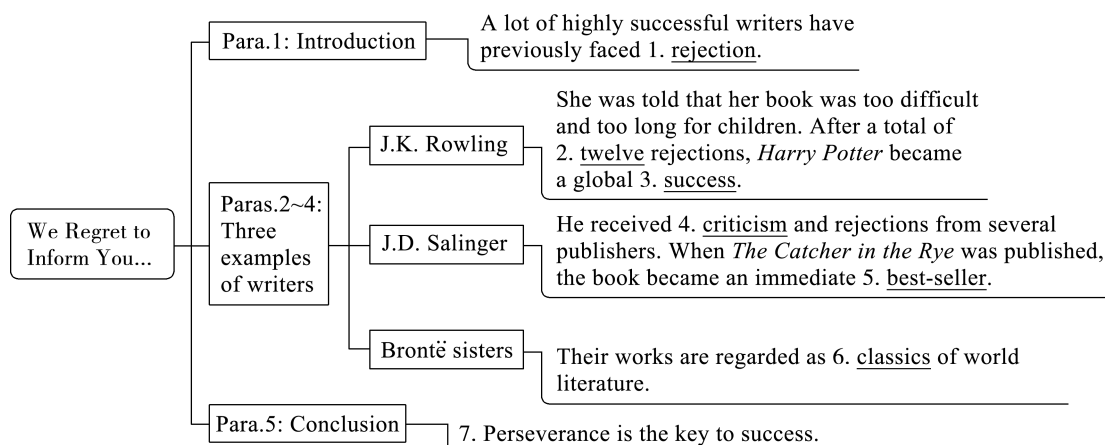 Para.1: Introduction
A lot of highly successful writers have
previously faced 1. rejection.
We Regret to
Inform You...
Paras.2~4:
Three
examples
of writers
J.K. Rowling
She was told that her book was too difficult
and too long for children. After a total of
2. twelve rejections, Harry Potter became
a global 3. success.
J.D. Salinger
He received 4. criticism and rejections from several
publishers. When The Catcher in the Rye was published,
the book became an immediate 5. best-seller.
Brontë sisters
Their works are regarded as 6. classics of world
literature.
Para.5: Conclusion
7. Perseverance is the key to success.